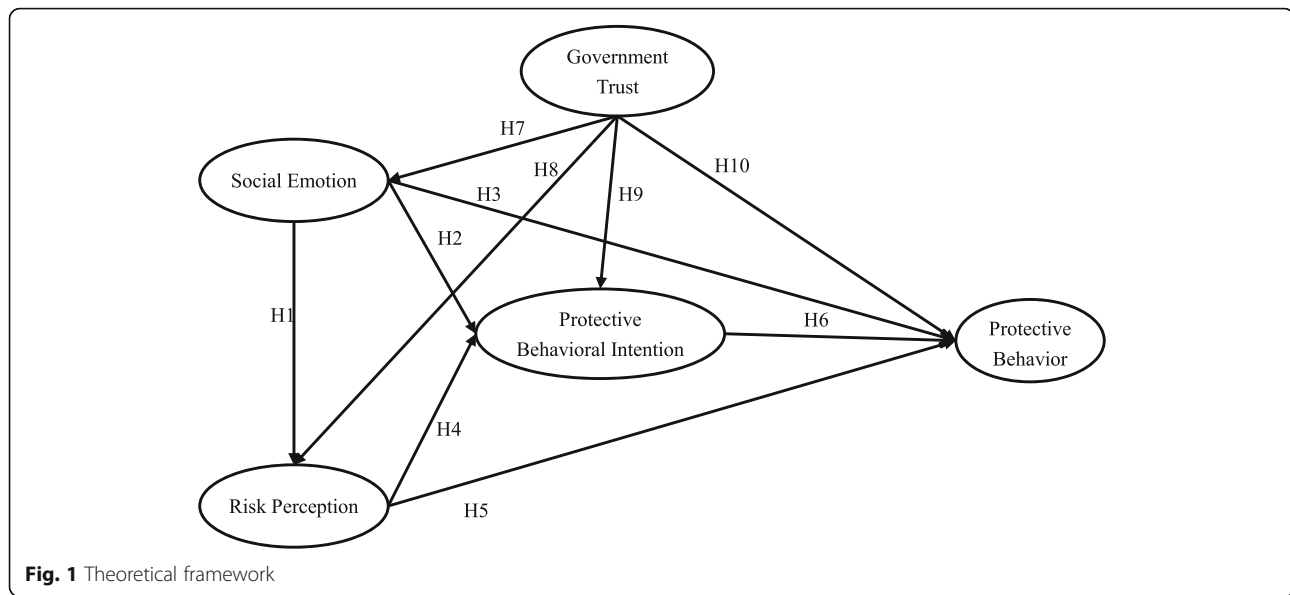 Government
Trust
H7
H10
H8
Social Emotion
H3
H9
H2
H1
Protective
Behavioral Intention
H6
Protective
Behavior
H4
Risk Perception
H5
Fig. 1 Theoretical framework